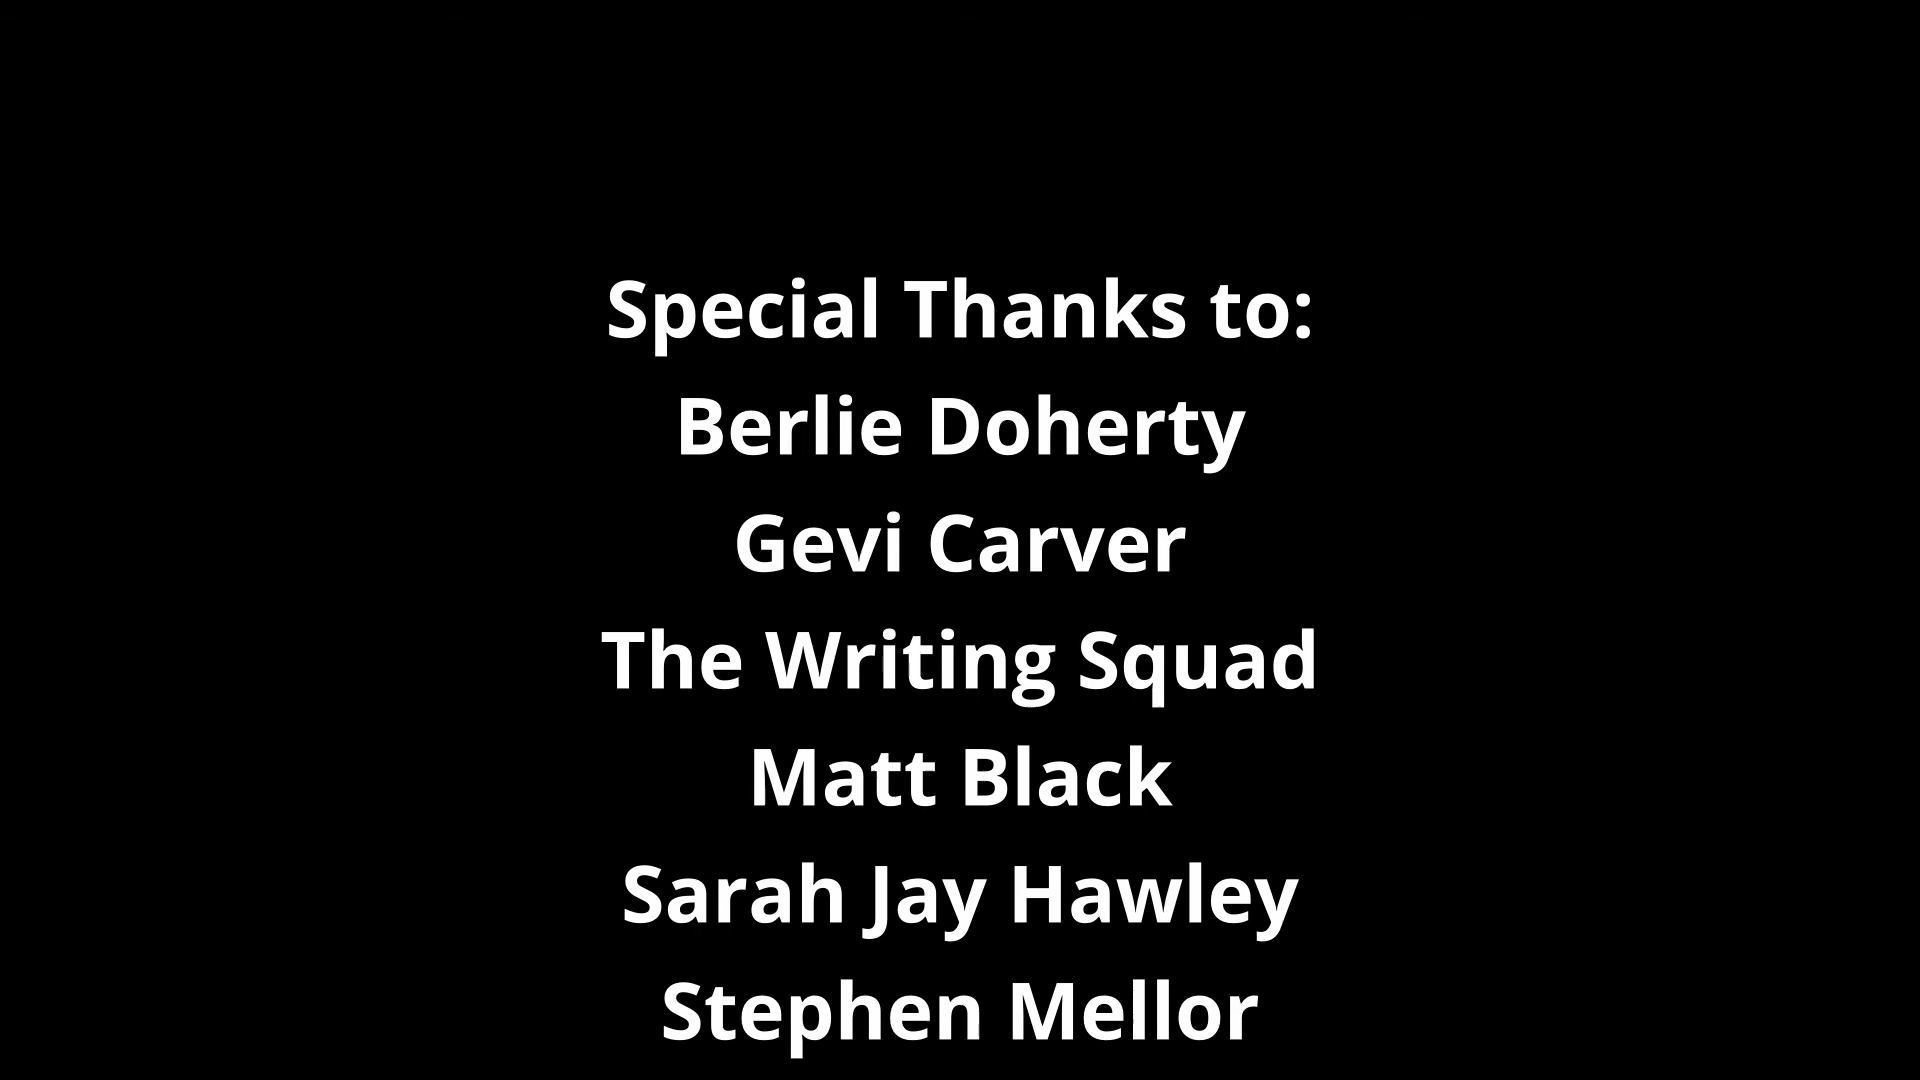 Special Thanks to:
Berlie Doherty
Gevi Carver
The Writing Squad
Matt Black
Sarah Jay Hawley
Stephen Mellor